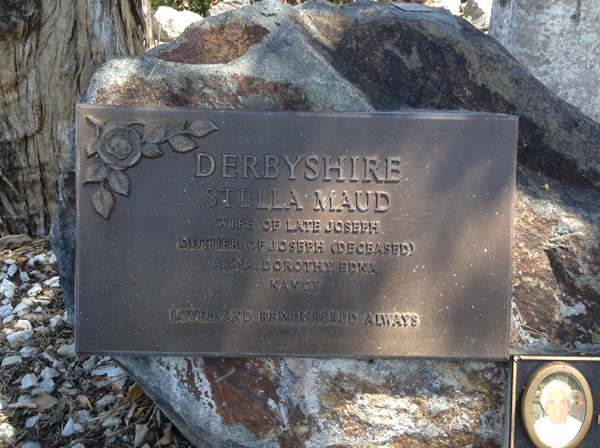 DERBYSHIRE
STELLA MAUD
WIFE OF LATE JOSEPH
MOTHER OF JOSEPH (DECEASED)
ALMA, DOROTHY, EDNA
NANCY
LOVED AND REMEMBERED ALWAYS